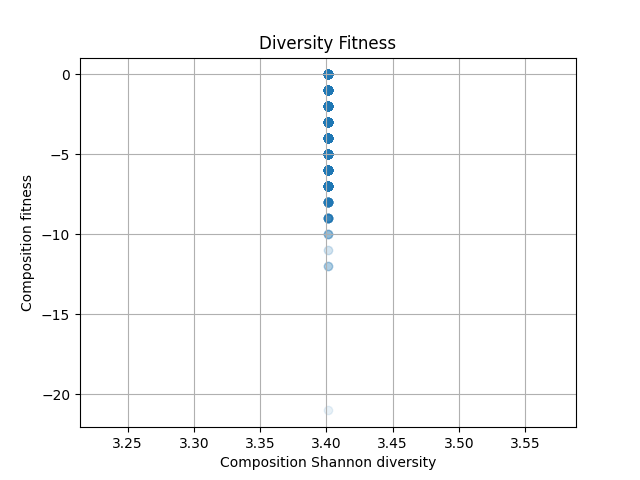 Diversity Fitness
0
−5
−10
−15
−20
Composition fitness
3.25 3.30 3.35 3.40 3.45 3.50 3.55
Composition Shannon diversity